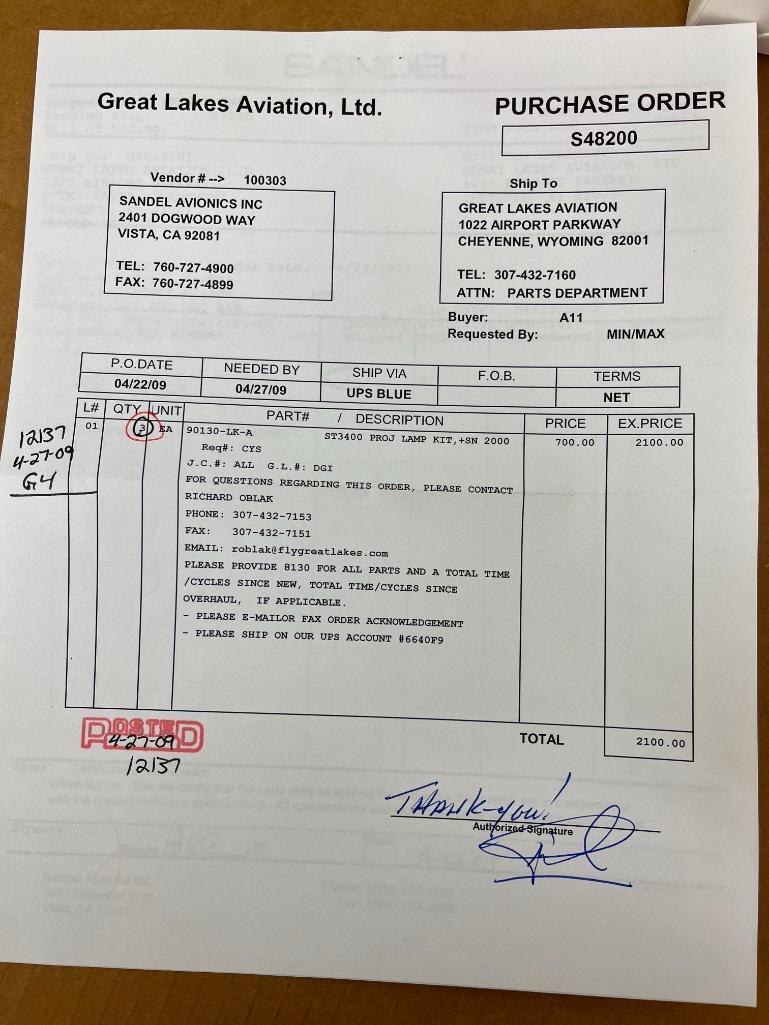 Great Lakes Aviation, Ltd.
PURCHASE ORDER
S48200
Vendor # --> 100303
SANDEL AVIONICS INC
2401 DOGWOOD WAY
VISTA, CA 92081
TEL: 760-727-4900
FAX: 760-727-4899
Ship To
GREAT LAKES AVIATION
1022 AIRPORT PARKWAY
CHEYENNE, WYOMING 82001
TEL: 307-432-7160
ATTN: PARTS DEPARTMENT
Buyer: A11
Requested By: MIN/MAX
P.O.DATE NEEDED BY SHIP VIA F.O.B. TERMS
04/22/09 04/27/09 UPS BLUE NET
L# QTY UNIT PART# / DESCRIPTION PRICE EX.PRICE
01 3 EA 90130-LK-A ST3400 PROJ LAMP KIT,+SN 2000 700.00 2100.00
12137
4-27-09
G4
Req#: CYS
J.C.#: ALL G.L.#: DGI
FOR QUESTIONS REGARDING THIS ORDER, PLEASE CONTACT
RICHARD OBLAK
PHONE: 307-432-7153
FAX: 307-432-7151
EMAIL: roblak@flygreatlakes.com
PLEASE PROVIDE 8130 FOR ALL PARTS AND A TOTAL TIME
/CYCLES SINCE NEW, TOTAL TIME/CYCLES SINCE
OVERHAUL, IF APPLICABLE.
- PLEASE E-MAILOR FAX ORDER ACKNOWLEDGEMENT
- PLEASE SHIP ON OUR UPS ACCOUNT #6640F9
TOTAL 2100.00
POSTED
4-27-09
12137
THANK-YOU!
Authorized Signature